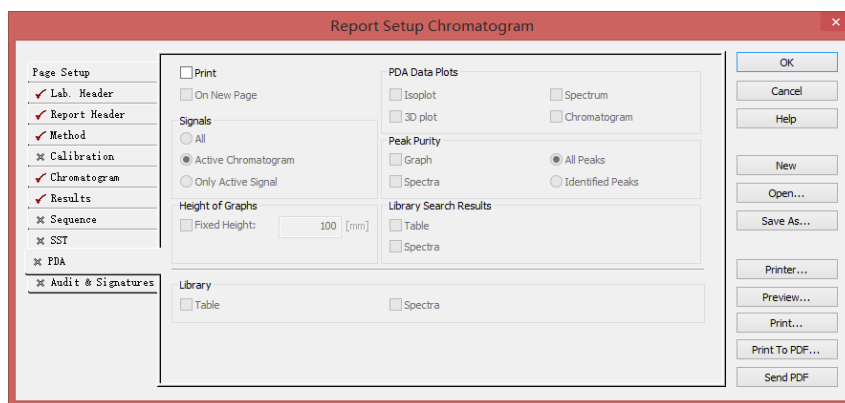 Report Setup Chromatogram
Page Setup
Lab. Header
Report Header
Method
Calibration
Chromatogram
Results
Sequence
SST
PDA
Audit & Signatures
Print
On New Page
Signals
All
Active Chromatogram
Only Active Signal
Height of Graphs
Fixed Height: 100 [mm]
PDA Data Plots
Isoplot Spectrum
3D plot Chromatogram
Peak Purity
Graph All Peaks
Spectra Identified Peaks
Library Search Results
Table
Spectra
Library
Table Spectra
OK
Cancel
Help
New
Open...
Save As...
Printer...
Preview...
Print...
Print To PDF...
Send PDF